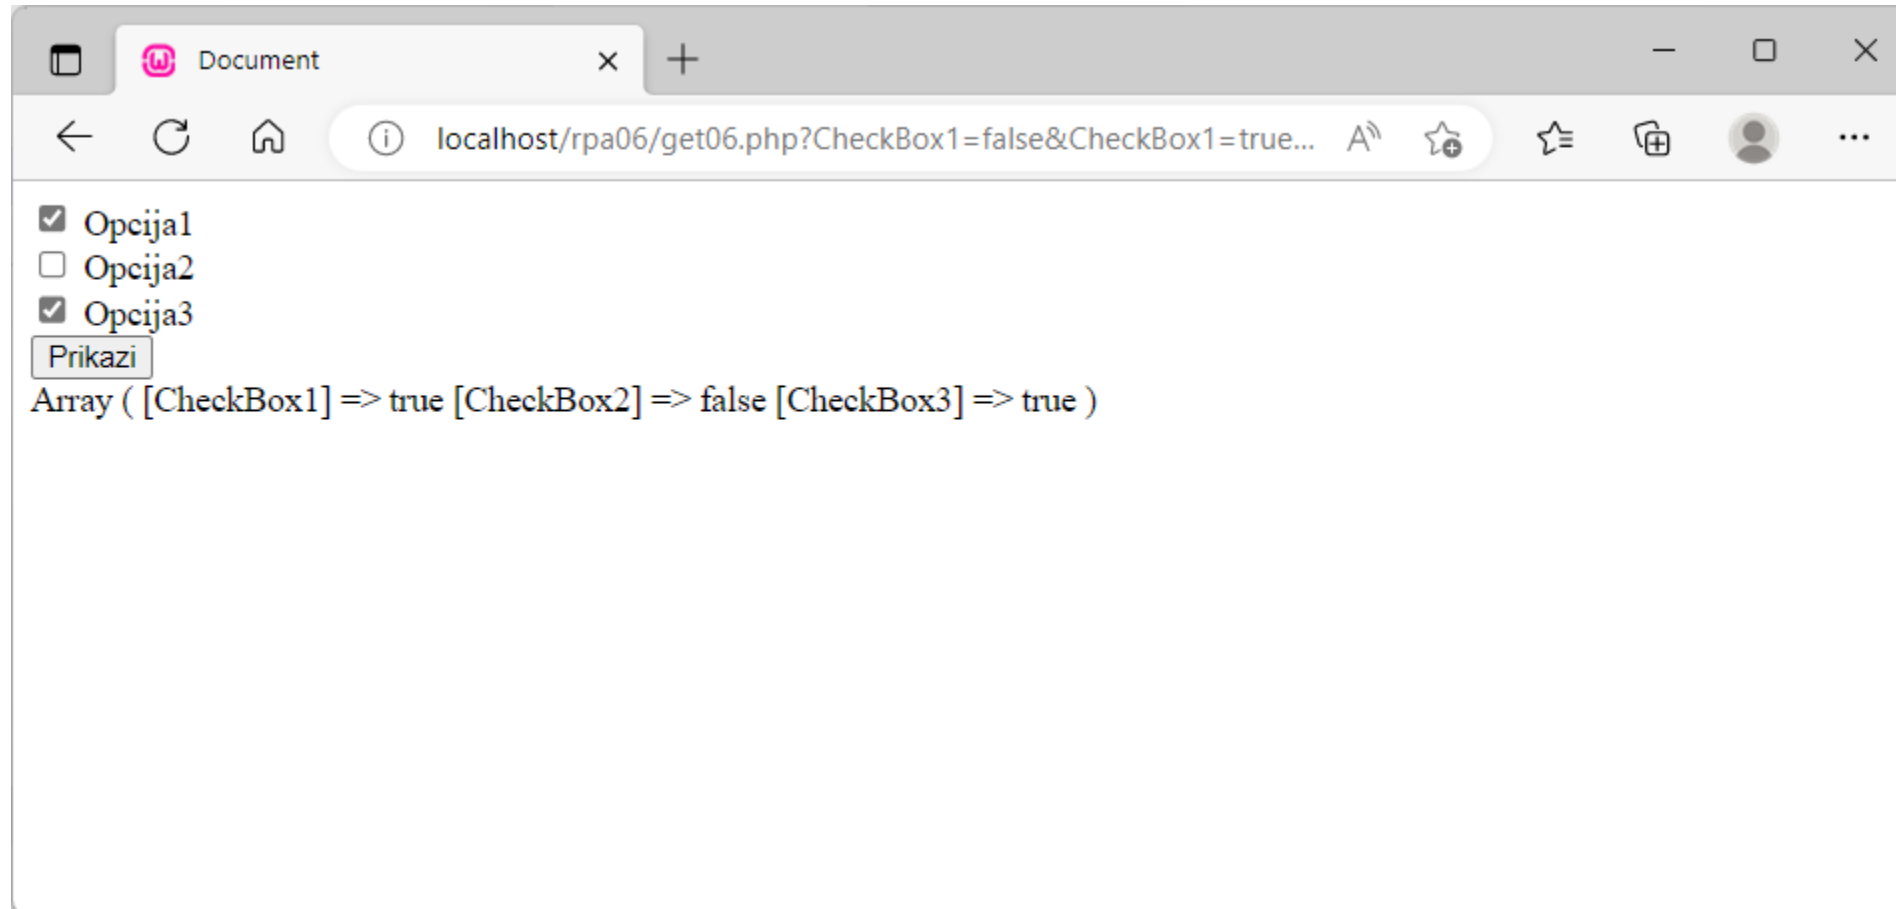 Document
localhost/rpa06/get06.php?CheckBox1=false&CheckBox1=true...
Opcija1
Opcija2
Opcija3
Prikazi
Array ( [CheckBox1] => true [CheckBox2] => false [CheckBox3] => true )